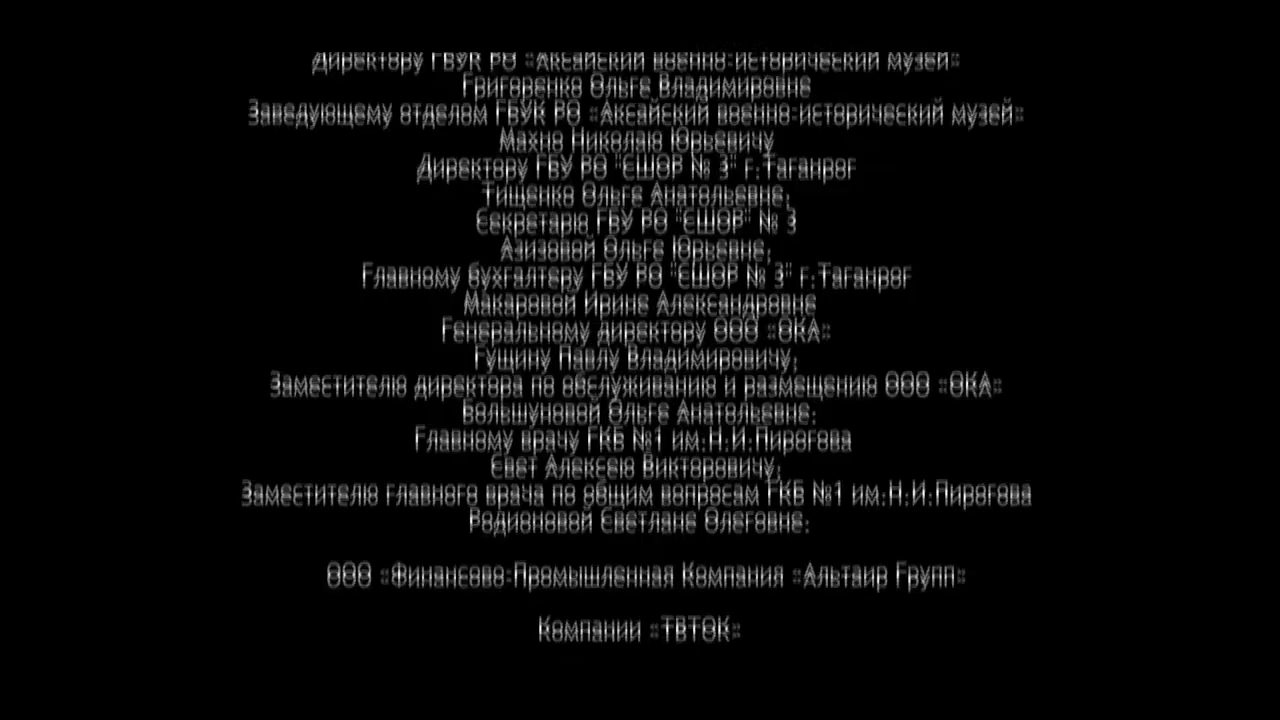 Директору ГБУК РО «Аксайский военно-исторический музей»
Григоренко Ольге Владимировне
Заведующему отделом ГБУК РО «Аксайский военно-исторический музей»
Махно Николаю Юрьевичу
Директору ГБУ РО "СШОР № 3" г.Таганрог
Тищенко Ольге Анатольевне,
Секретарю ГБУ РО "СШОР" № 3
Азизовой Ольге Юрьевне,
Главному бухгалтеру ГБУ РО "СШОР № 3" г.Таганрог
Макаровой Ирине Александровне
Генеральному директору ООО «ОКА»
Гущину Павлу Владимировичу,
Заместителю директора по обслуживанию и размещению ООО «ОКА»
Большуновой Ольге Анатольевне.
Главному врачу ГКБ №1 им.Н.И.Пирогова
Свет Алексею Викторовичу,
Заместителю главного врача по общим вопросам ГКБ №1 им.Н.И.Пирогова
Родионовой Светлане Олеговне.
ООО «Финансово-Промышленная Компания «Альтаир Групп»
Компании «ТВТОК»